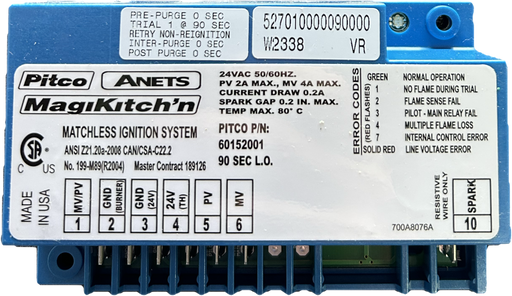 PRE-PURGE 0 SEC
TRIAL 1 @ 90 SEC
RETRY NON-REIGNITION
INTER-PURGE 0 SEC
POST PURGE 0 SEC
527010000090000
W2338 VR
Pitco ANETS
MagiKitch'n
MATCHLESS IGNITION SYSTEM
ANSI Z21.20a-2008 CAN/CSA-C22.2
No. 199-M89(R2004) Master Contract 189126
C US
24VAC 50/60HZ.
PV 2A MAX., MV 4A MAX.
CURRENT DRAW 0.2A
SPARK GAP 0.2 IN. MAX.
TEMP MAX. 80° C
PITCO P/N:
60152001
90 SEC L.O.
ERROR CODES
(RED FLASHES)
GREEN NORMAL OPERATION
1 NO FLAME DURING TRIAL
2 FLAME SENSE FAIL
3 PILOT - MAIN RELAY FAIL
4 MULTIPLE FLAME LOSS
7 INTERNAL CONTROL ERROR
SOLID RED LINE VOLTAGE ERROR
MADE
IN USA
MV/PV
1
GND
(BURNER)
2
GND
(24V)
3
24V
(TH)
4
PV
5
MV
6
700A8076A
RESISTIVE
WIRE ONLY
SPARK
10